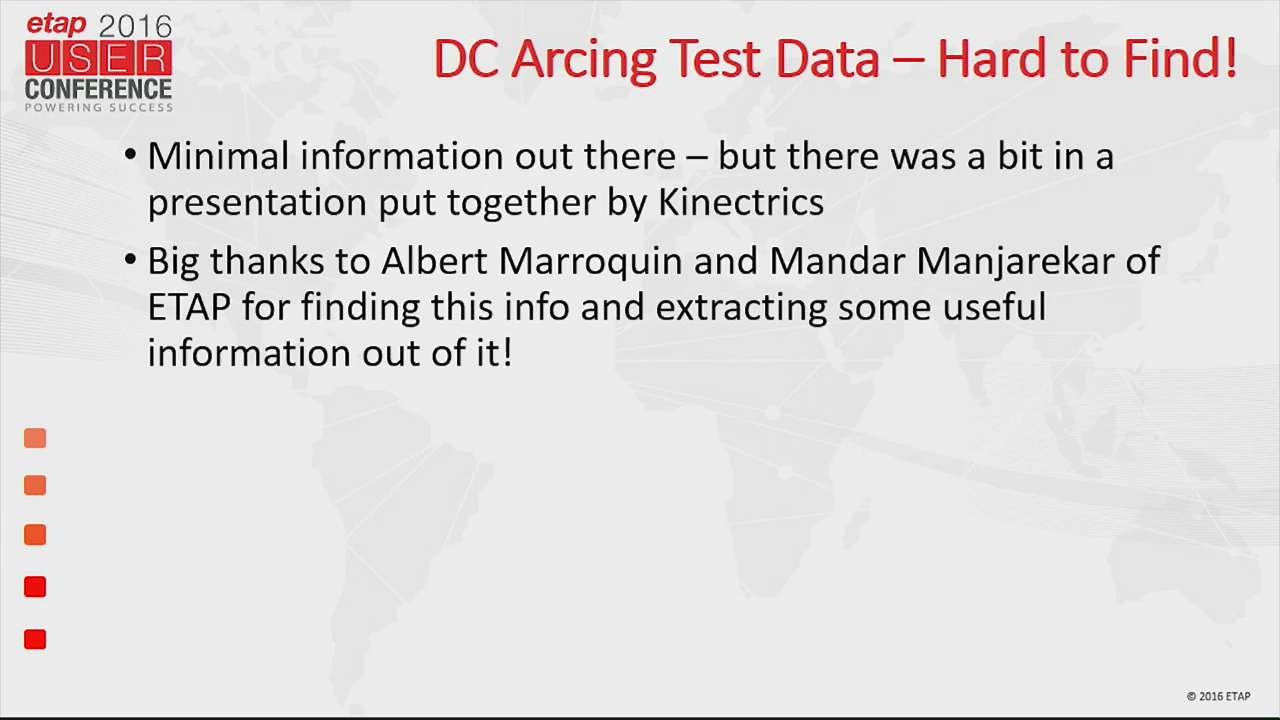 etap 2016
USER
CONFERENCE
POWERING SUCCESS
DC Arcing Test Data – Hard to Find!
• Minimal information out there – but there was a bit in a
presentation put together by Kinectrics
• Big thanks to Albert Marroquin and Mandar Manjarekar of
ETAP for finding this info and extracting some useful
information out of it!
© 2016 ETAP